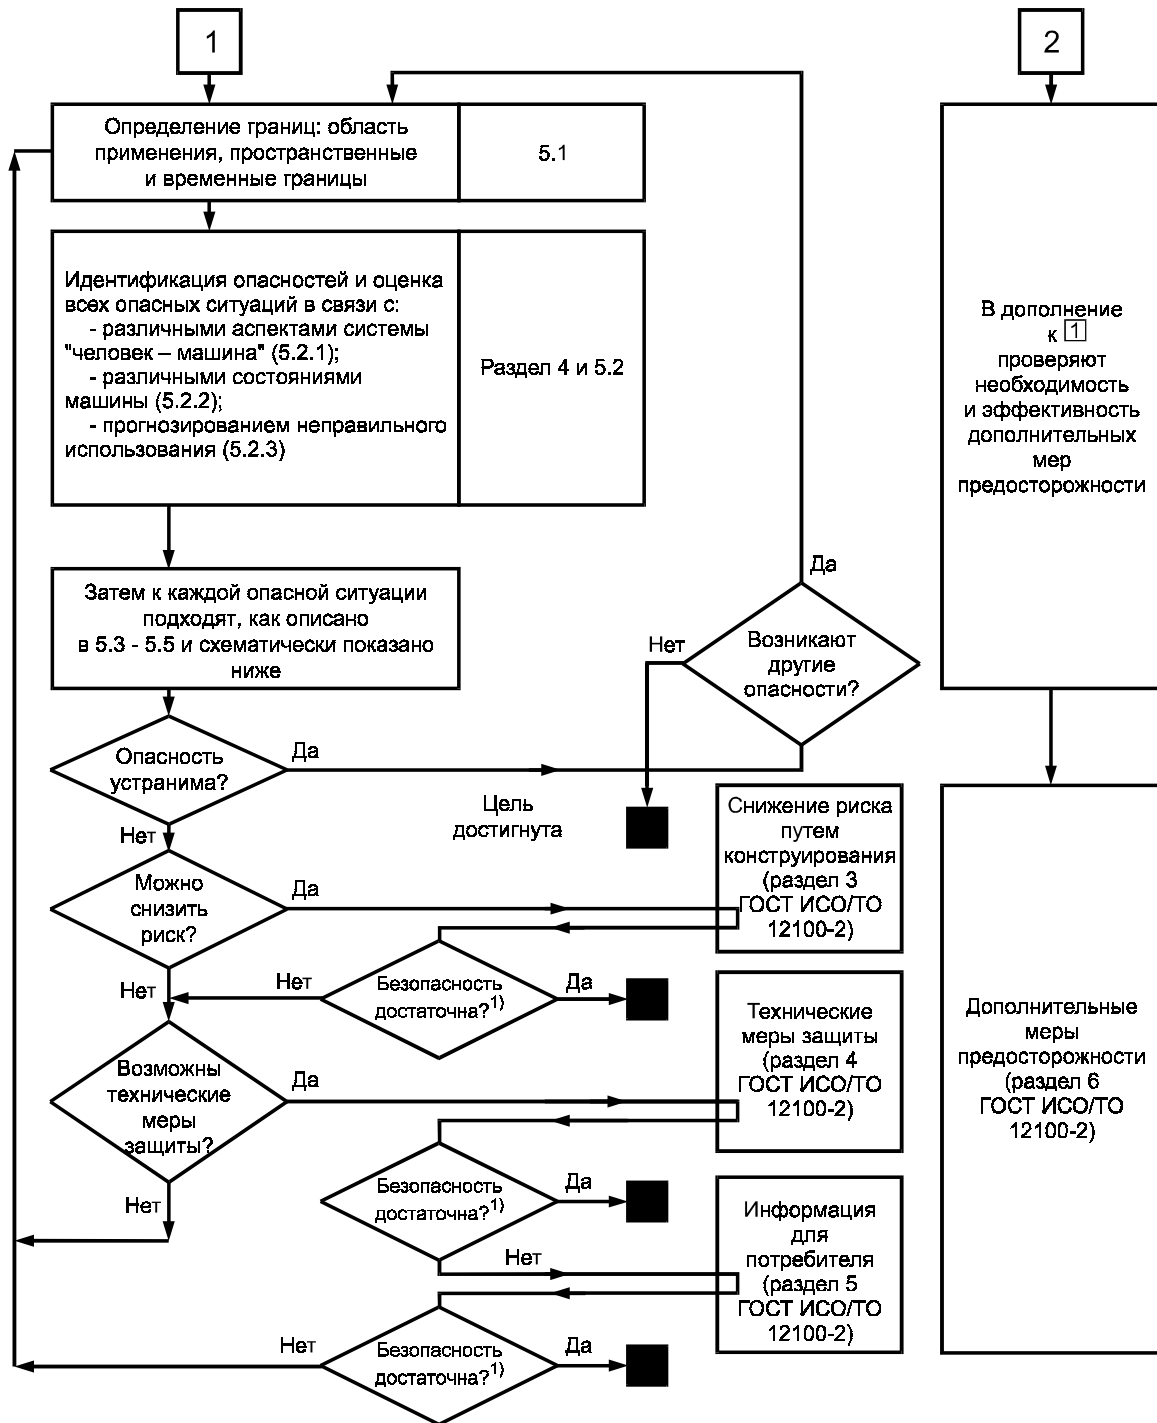 1
Определение границ: область
применения, пространственные
и временные границы
5.1
Идентификация опасностей и оценка
всех опасных ситуаций в связи с:
- различными аспектами системы
"человек – машина" (5.2.1);
- различными состояниями
машины (5.2.2);
- прогнозированием неправильного
использования (5.2.3)
Раздел 4 и 5.2
Затем к каждой опасной ситуации
подходят, как описано
в 5.3 - 5.5 и схематически показано
ниже
Да
Нет
Возникают
другие
опасности?
Опасность
устранима?
Да
Нет
Цель
достигнута
Можно
снизить
риск?
Да
Нет
Снижение риска
путем
конструирования
(раздел 3
ГОСТ ИСО/ТО
12100-2)
Нет
Безопасность
достаточна?1)
Да
Возможны
технические
меры
защиты?
Да
Нет
Технические
меры защиты
(раздел 4
ГОСТ ИСО/ТО
12100-2)
Безопасность
достаточна?1)
Да
Нет
Информация
для
потребителя
(раздел 5
ГОСТ ИСО/ТО
12100-2)
Нет
Безопасность
достаточна?1)
Да
2
В дополнение
к 1
проверяют
необходимость
и эффективность
дополнительных
мер
предосторожности
Дополнительные
меры
предосторожности
(раздел 6
ГОСТ ИСО/ТО
12100-2)